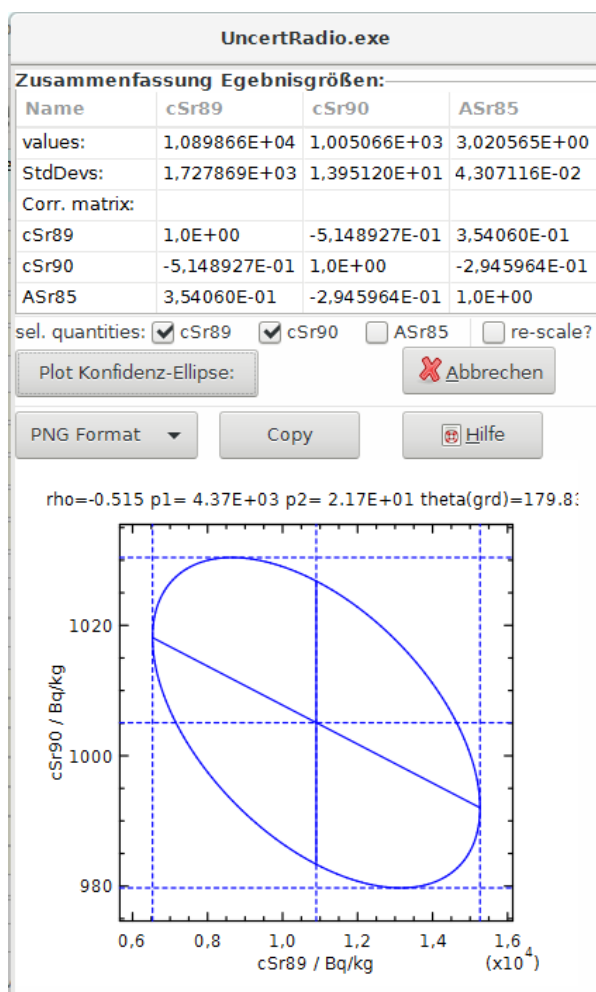 UncertRadio.exe
Zusammenfassung Egebnisgrößen:
Name cSr89 cSr90 ASr85
values: 1,089866E+04 1,005066E+03 3,020565E+00
StdDevs: 1,727869E+03 1,395120E+01 4,307116E-02
Corr. matrix:
cSr89 1,0E+00 -5,148927E-01 3,54060E-01
cSr90 -5,148927E-01 1,0E+00 -2,945964E-01
ASr85 3,54060E-01 -2,945964E-01 1,0E+00
sel. quantities: cSr89 cSr90 ASr85 re-scale?
Plot Konfidenz-Ellipse: Abbrechen
PNG Format Copy Hilfe
rho=-0.515 p1= 4.37E+03 p2= 2.17E+01 theta(grd)=179.83
1020
1000
980
cSr90 / Bq/kg
0,6 0,8 1,0 1,2 1,4 1,6
cSr89 / Bq/kg (x10⁴)